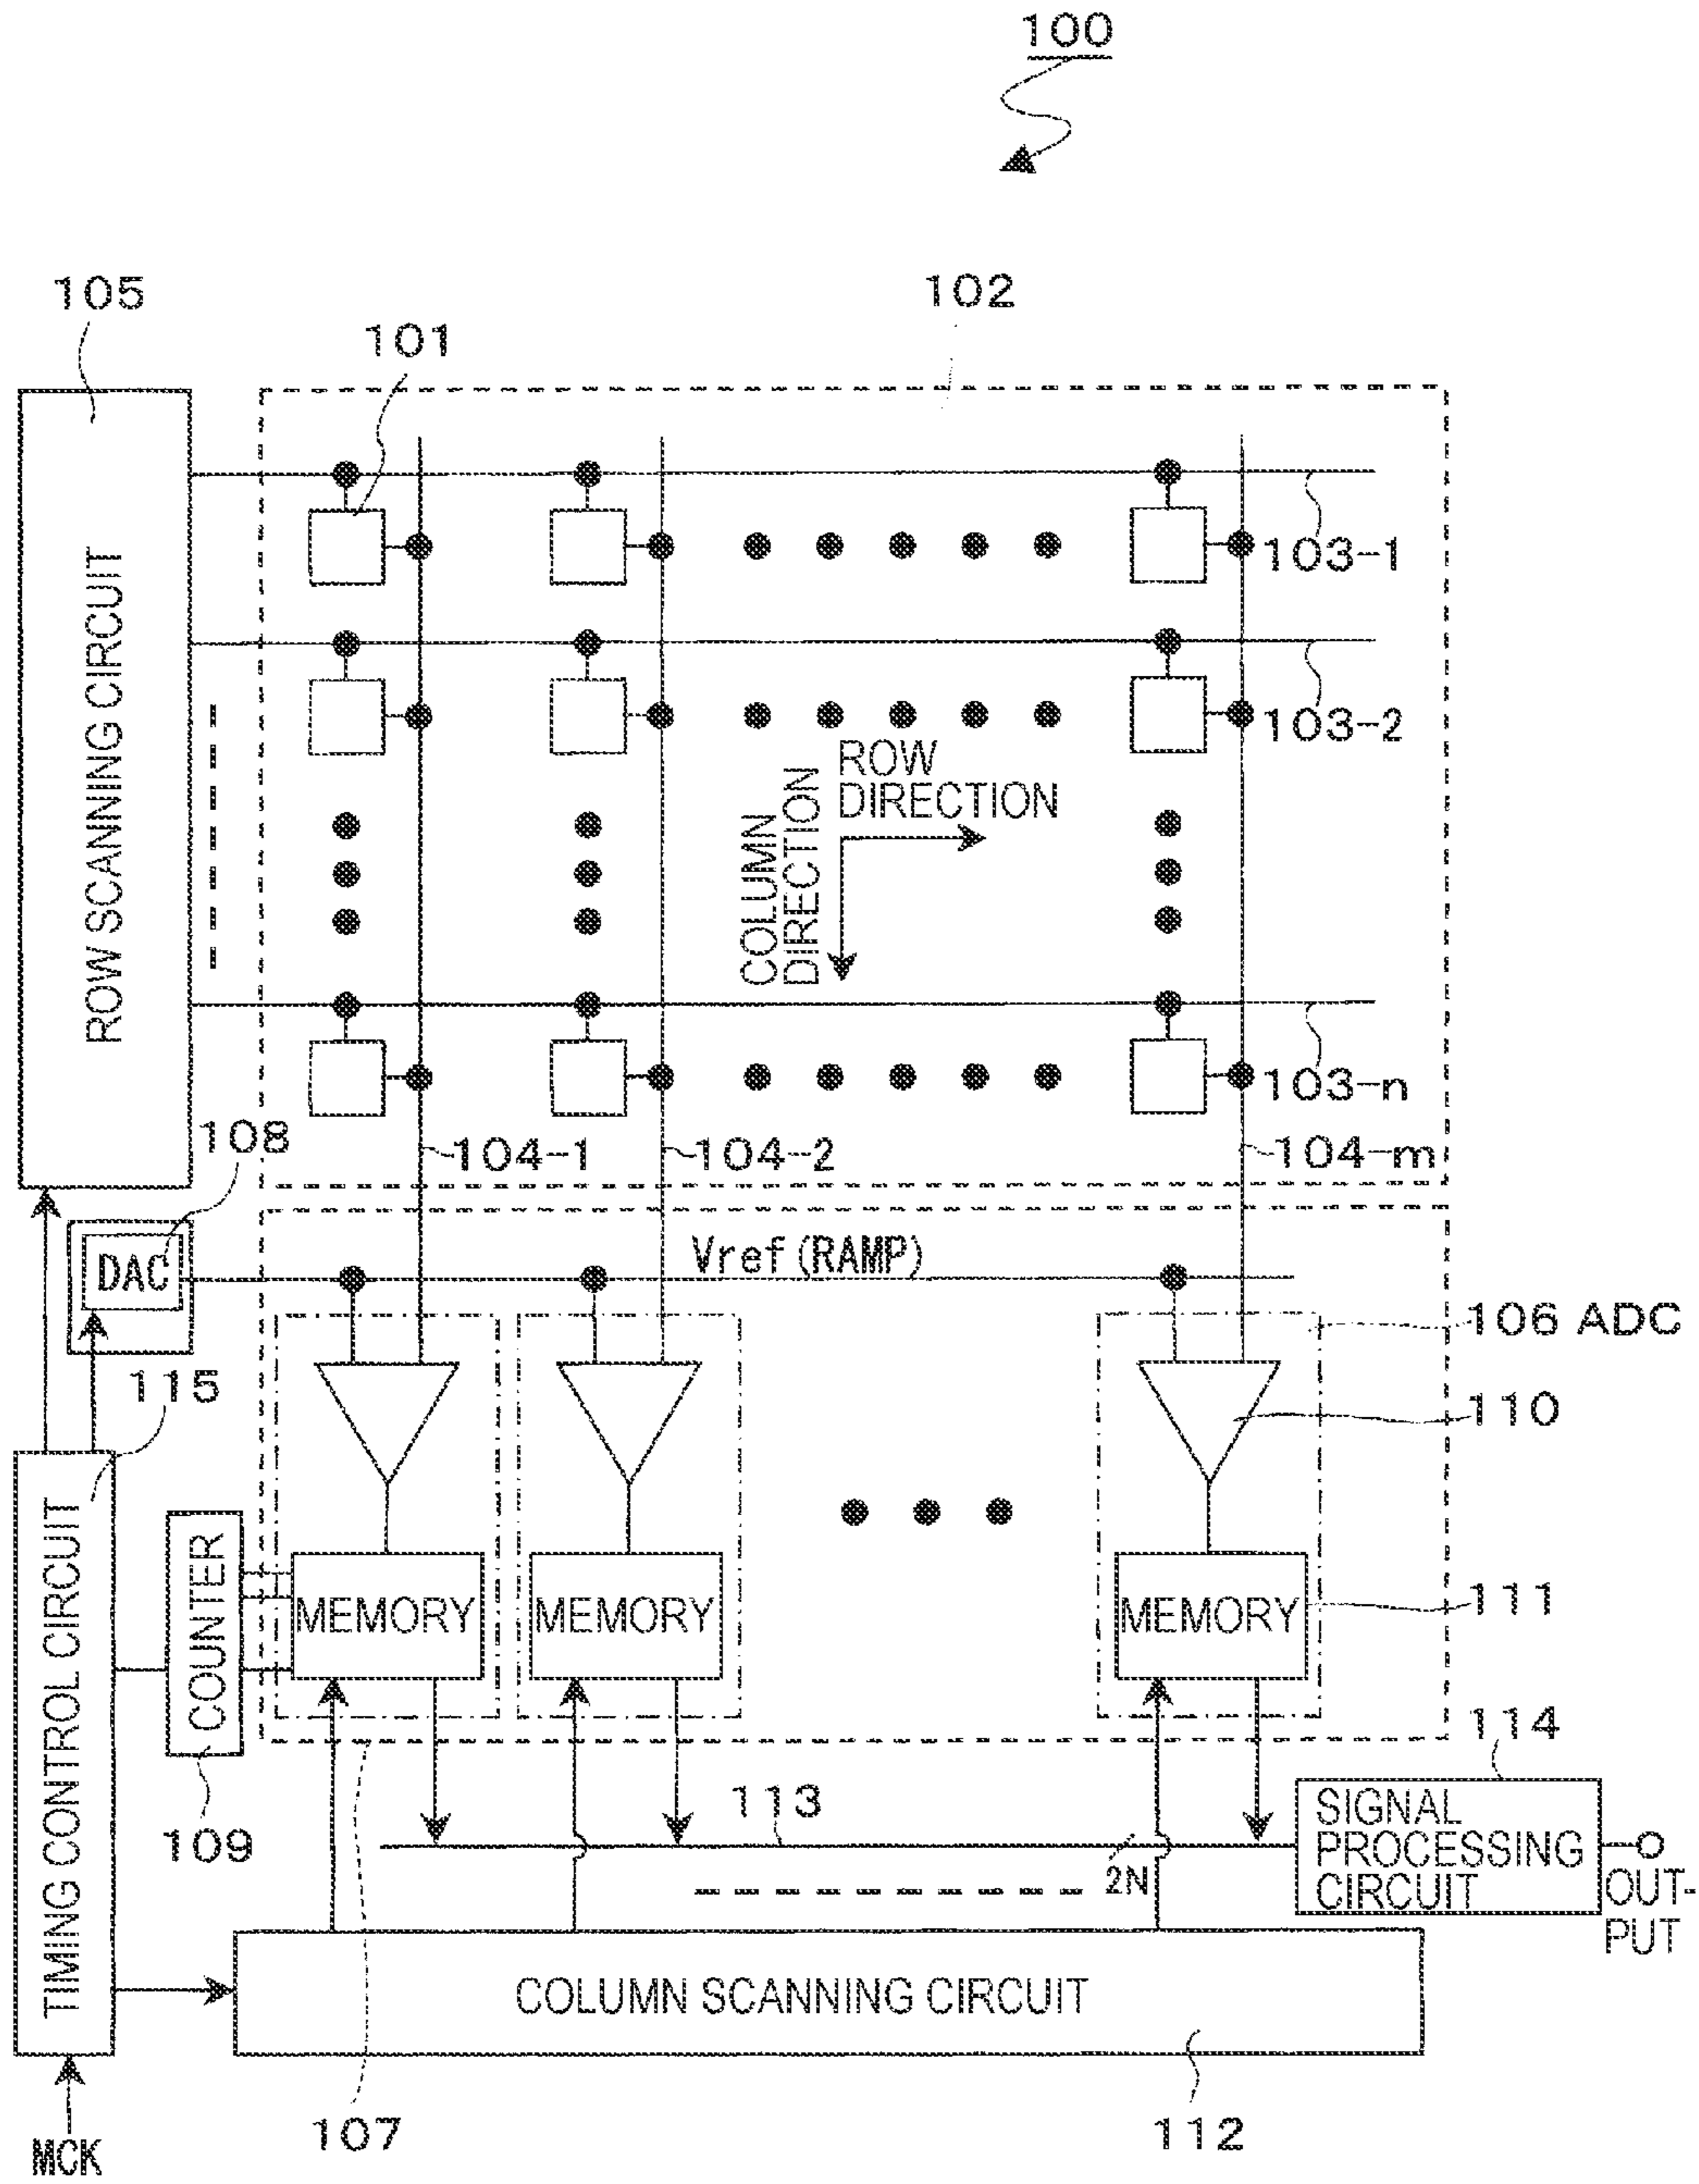 100
105
102
101
103-1
103-2
ROW SCANNING CIRCUIT
ROW
DIRECTION
COLUMN
DIRECTION
103-n
108
104-1
104-2
104-m
DAC
Vref (RAMP)
106 ADC
115
110
TIMING CONTROL CIRCUIT
COUNTER
MEMORY
MEMORY
MEMORY
111
114
109
113
2N
SIGNAL
PROCESSING
CIRCUIT
OUT-
PUT
COLUMN SCANNING CIRCUIT
107
112
MCK